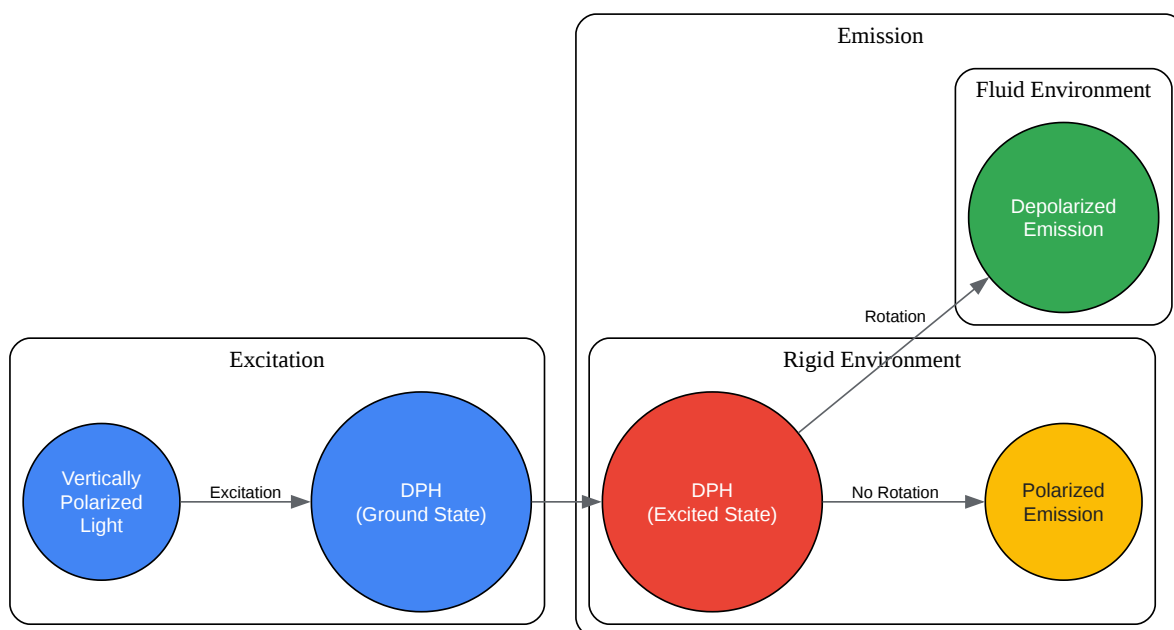 Emission
Fluid Environment
Depolarized
Emission
Rotation
Excitation
Rigid Environment
Vertically
Polarized
Light
Excitation
DPH
(Ground State)
DPH
(Excited State)
No Rotation
Polarized
Emission